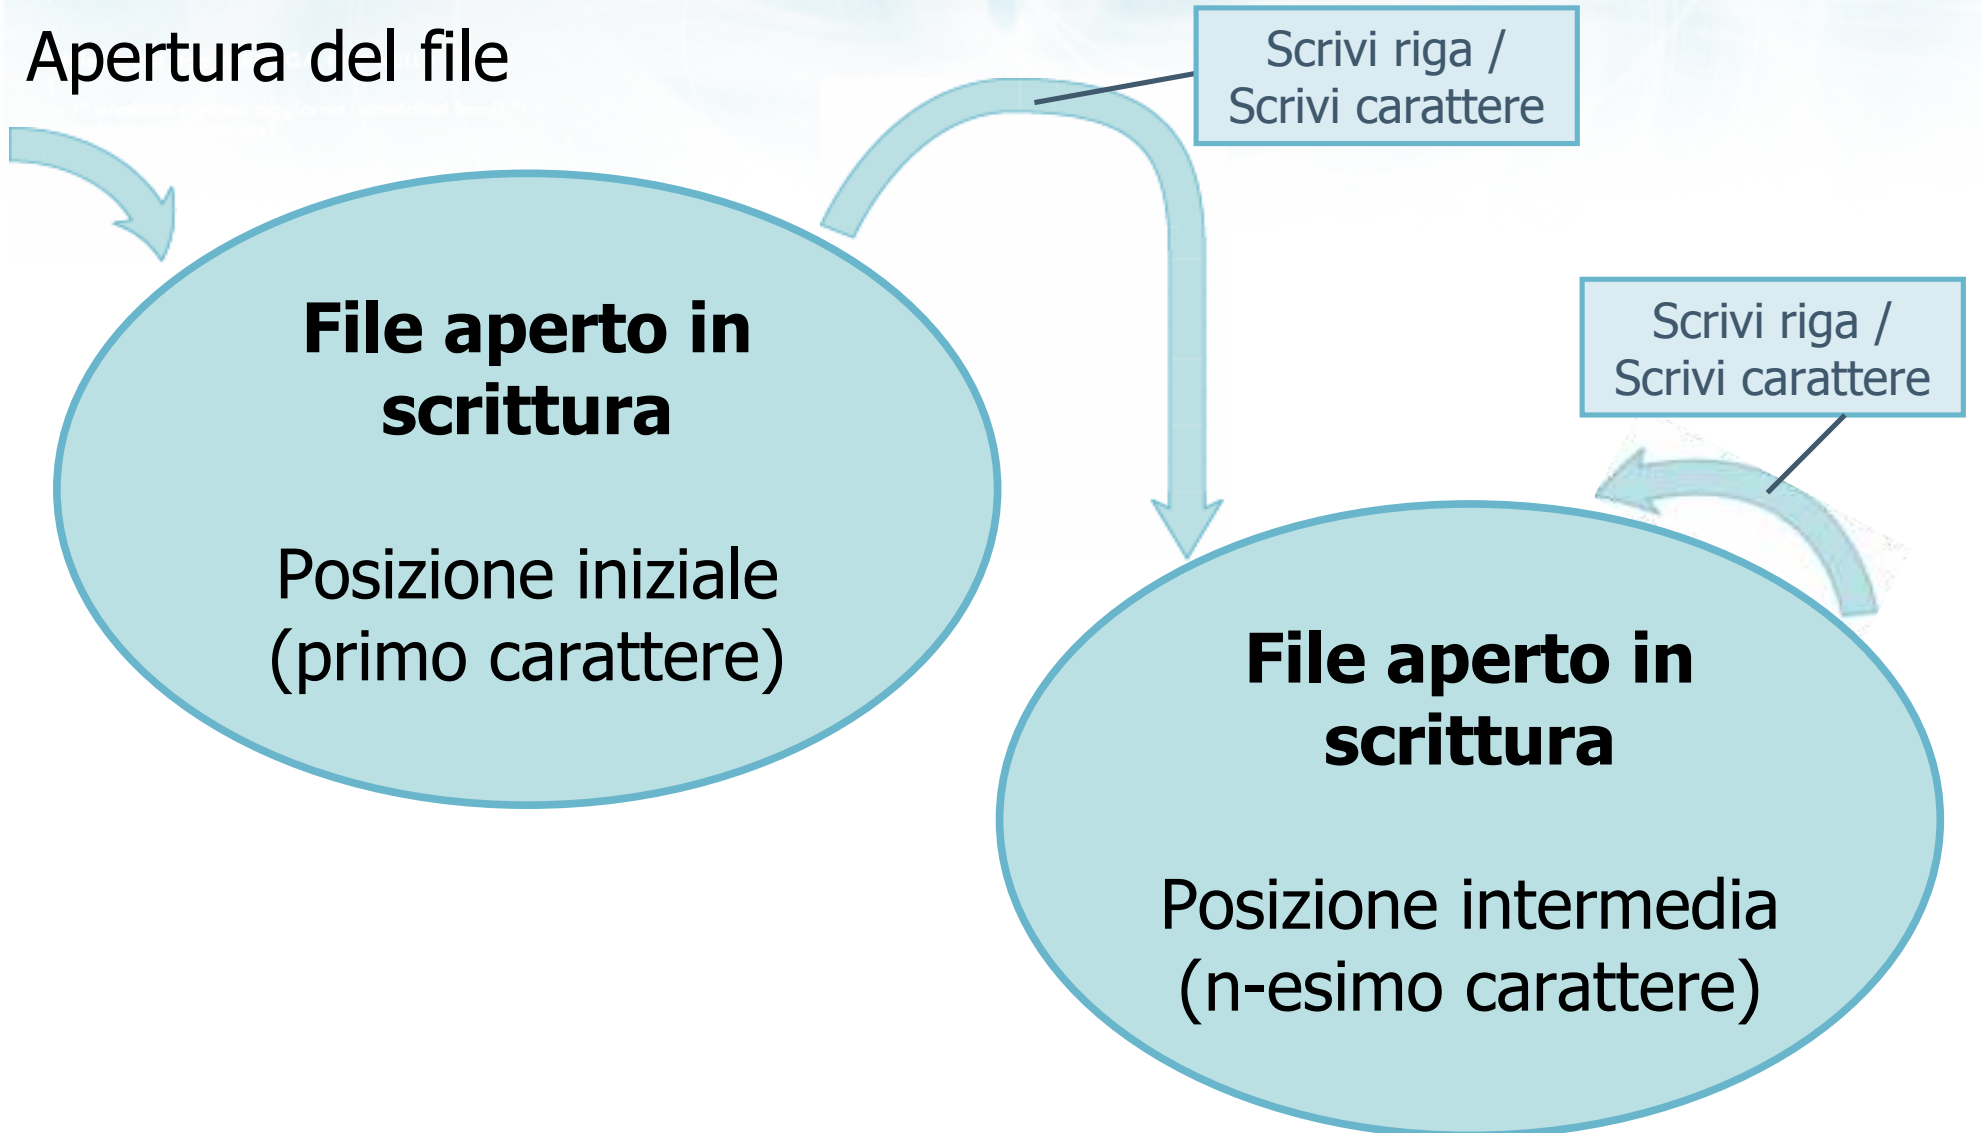 Apertura del file
Scrivi riga /
Scrivi carattere
File aperto in
scrittura
Posizione iniziale
(primo carattere)
Scrivi riga /
Scrivi carattere
File aperto in
scrittura
Posizione intermedia
(n-esimo carattere)